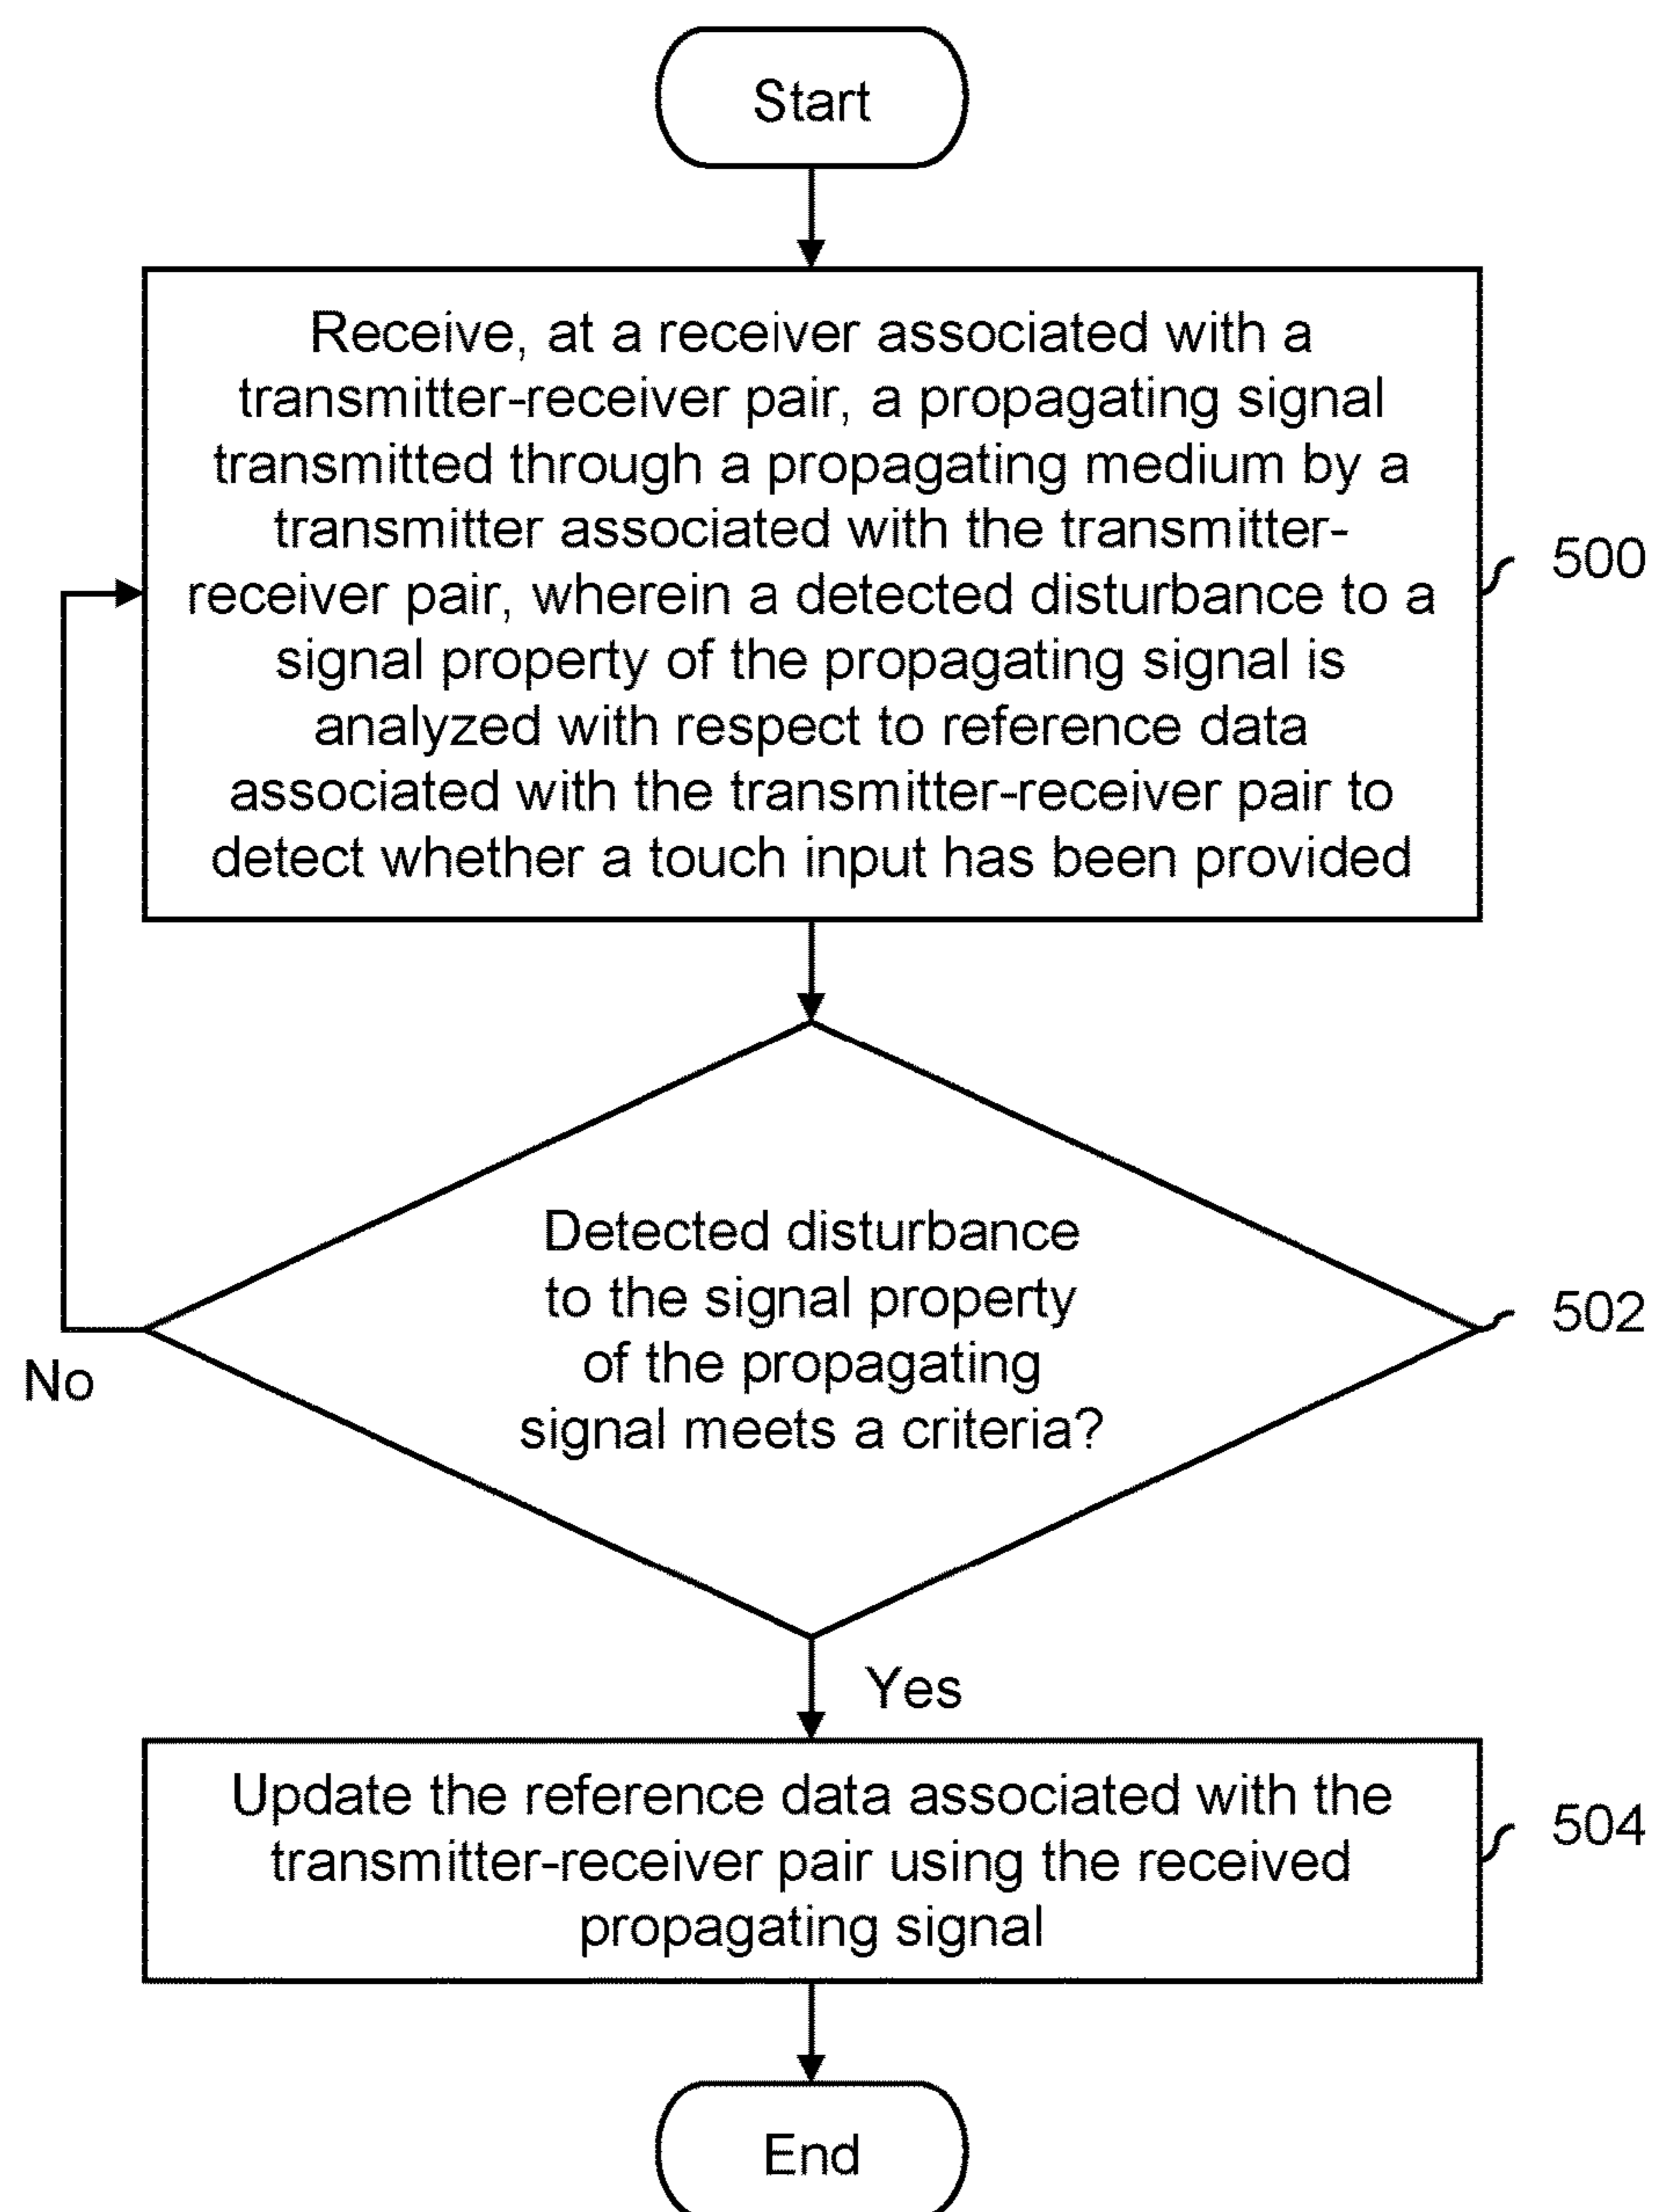 Start
Receive, at a receiver associated with a
transmitter-receiver pair, a propagating signal
transmitted through a propagating medium by a
transmitter associated with the transmitter-
receiver pair, wherein a detected disturbance to a
signal property of the propagating signal is
analyzed with respect to reference data
associated with the transmitter-receiver pair to
detect whether a touch input has been provided
500
Detected disturbance
to the signal property
of the propagating
signal meets a criteria?
502
No
Yes
Update the reference data associated with the
transmitter-receiver pair using the received
propagating signal
504
End